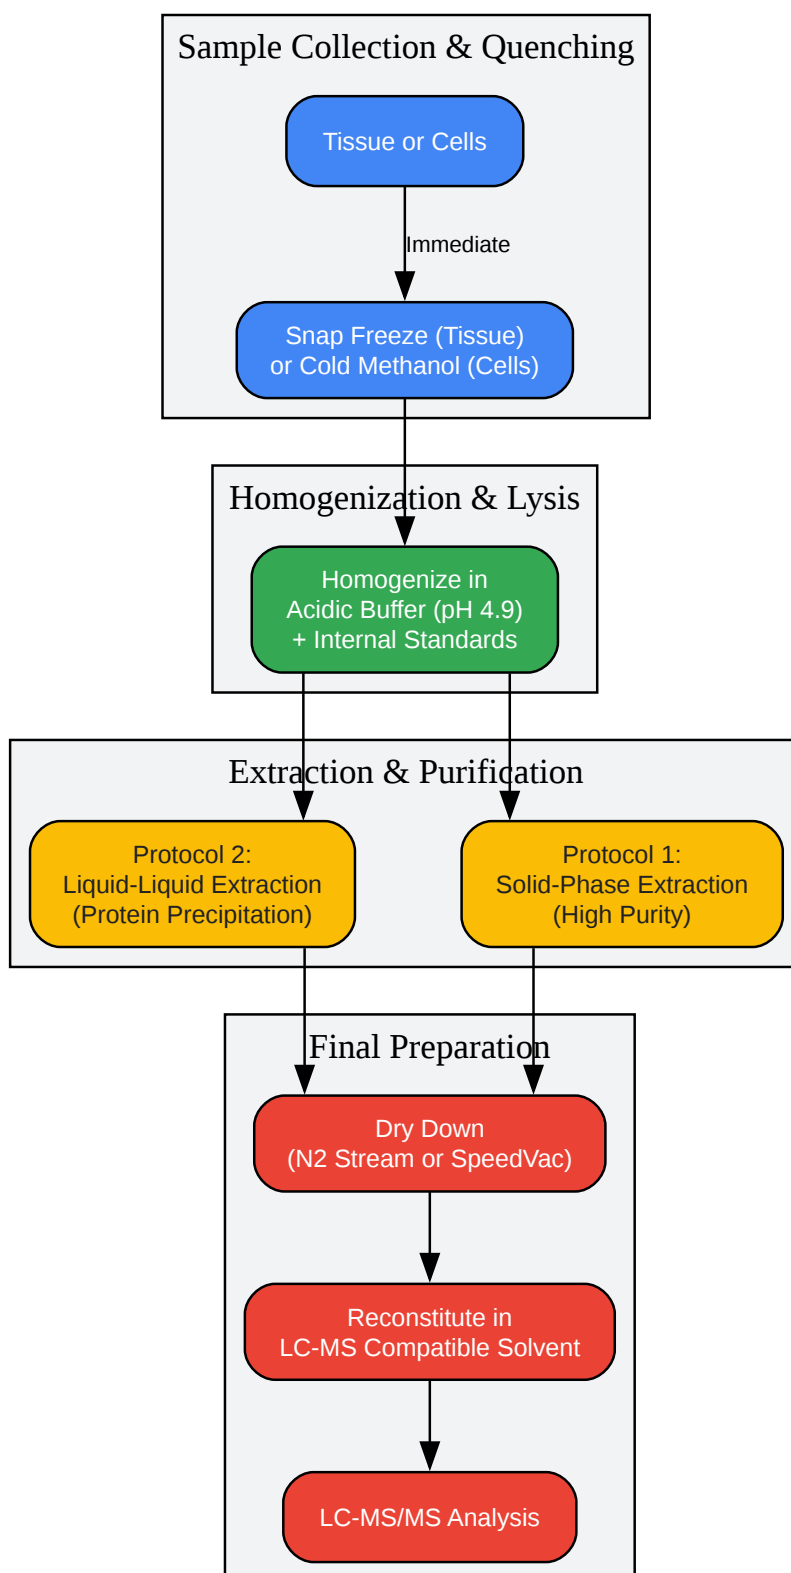 Sample Collection & Quenching
Tissue or Cells
Immediate
Snap Freeze (Tissue)
or Cold Methanol (Cells)
Homogenization & Lysis
Homogenize in
Acidic Buffer (pH 4.9)
+ Internal Standards
Extraction & Purification
Protocol 2:
Liquid-Liquid Extraction
(Protein Precipitation)
Protocol 1:
Solid-Phase Extraction
(High Purity)
Final Preparation
Dry Down
(N2 Stream or SpeedVac)
Reconstitute in
LC-MS Compatible Solvent
LC-MS/MS Analysis